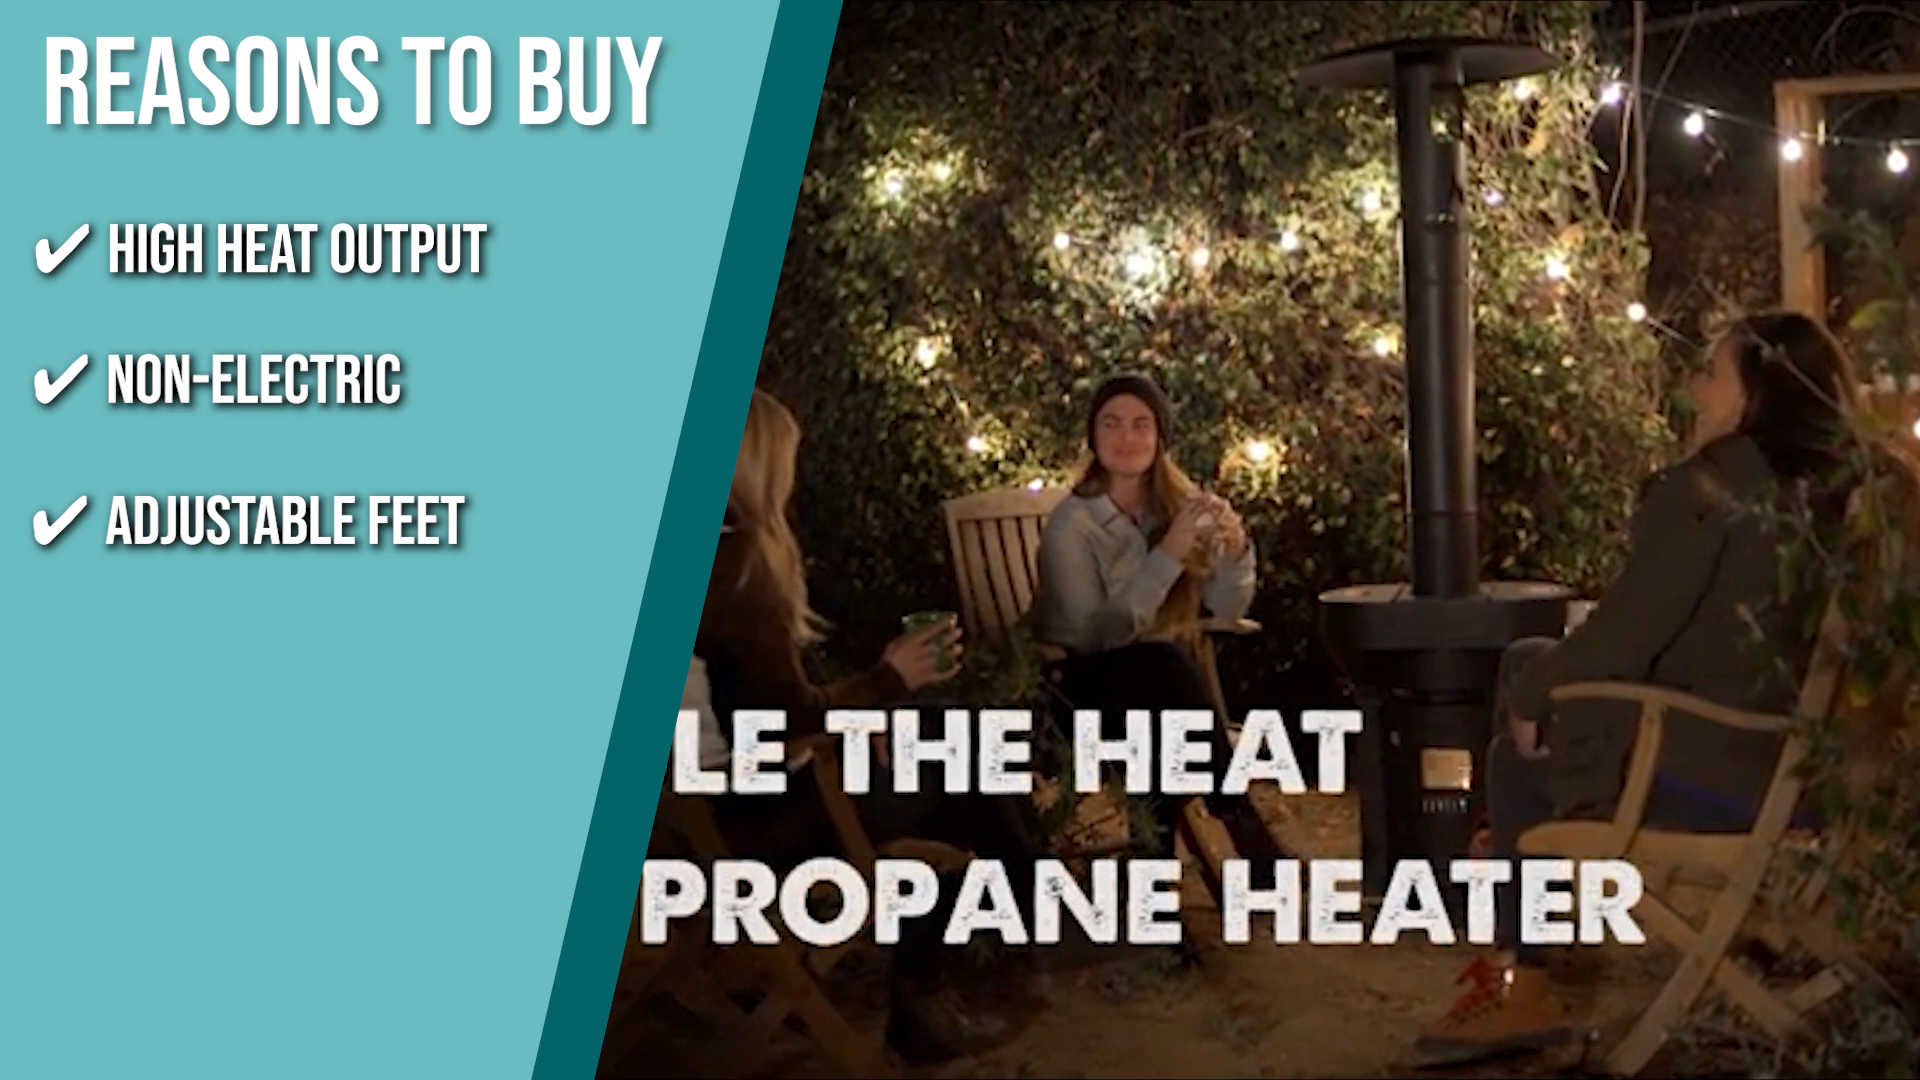 REASONS TO BUY
✔ HIGH HEAT OUTPUT
✔ NON-ELECTRIC
✔ ADJUSTABLE FEET
LE THE HEAT
PROPANE HEATER